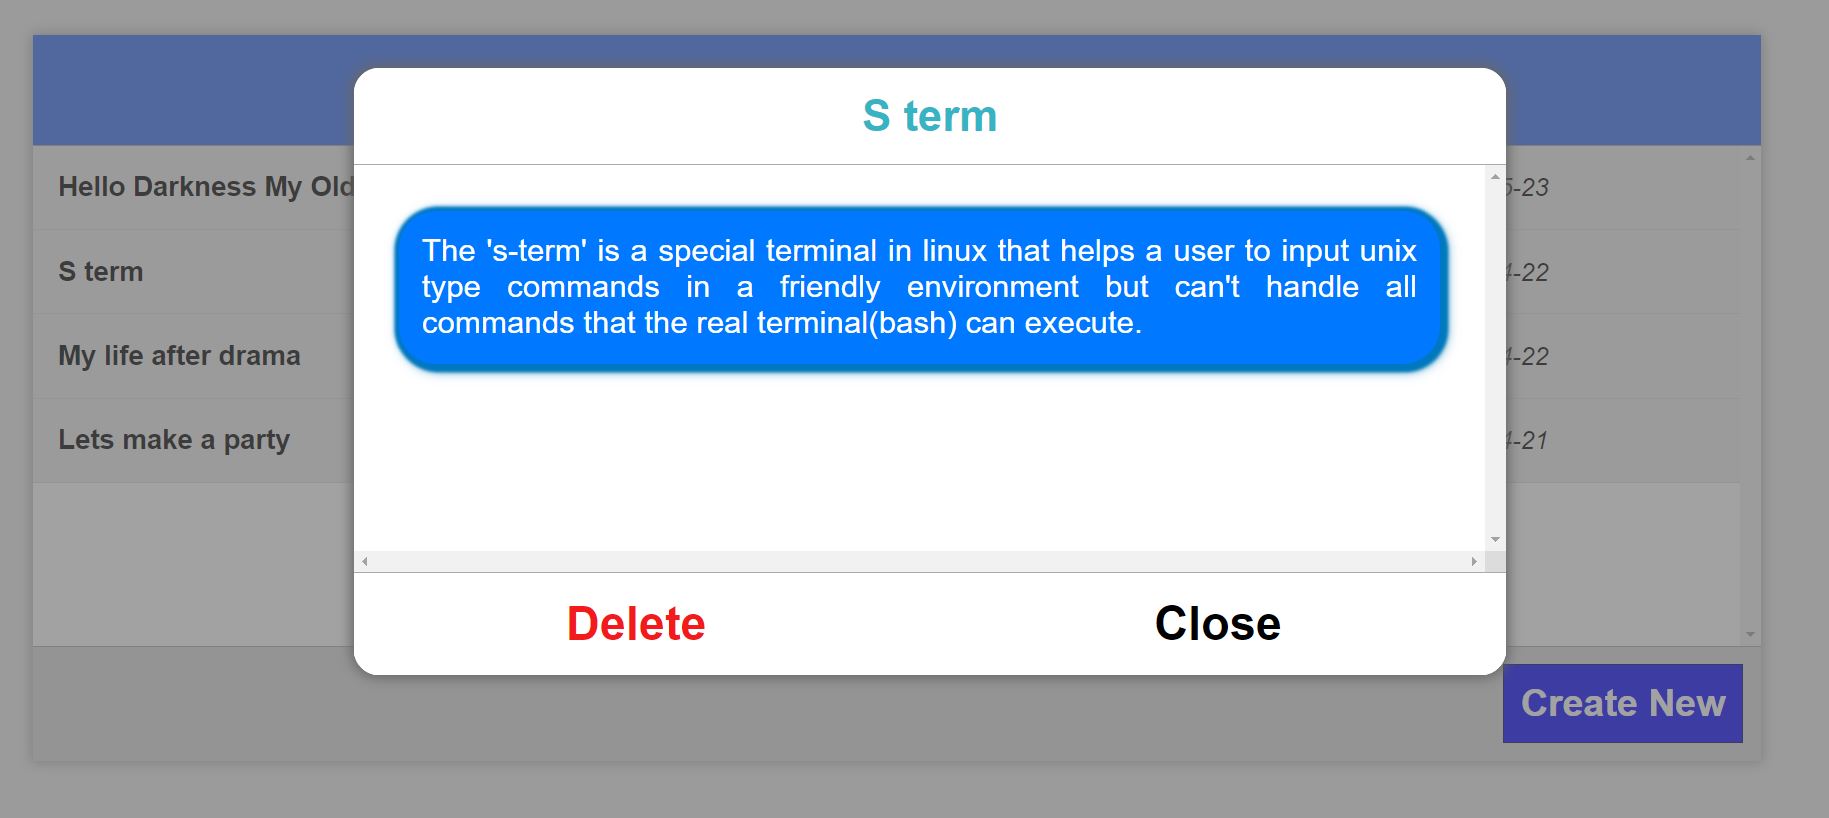 S term
Hello Darkness My Old
5-23
The 's-term' is a special terminal in linux that helps a user to input unix
type commands in a friendly environment but can't handle all
commands that the real terminal(bash) can execute.
S term
4-22
My life after drama
4-22
Lets make a party
4-21
Delete
Close
Create New